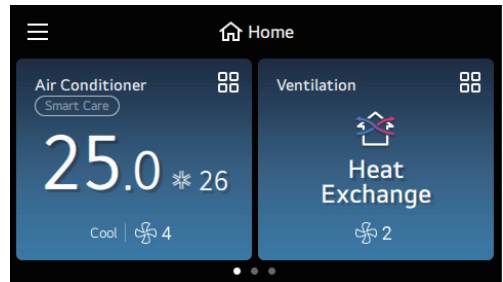 Home
Air Conditioner
Smart Care
25.0 26
Cool 4
Ventilation
Heat
Exchange
2